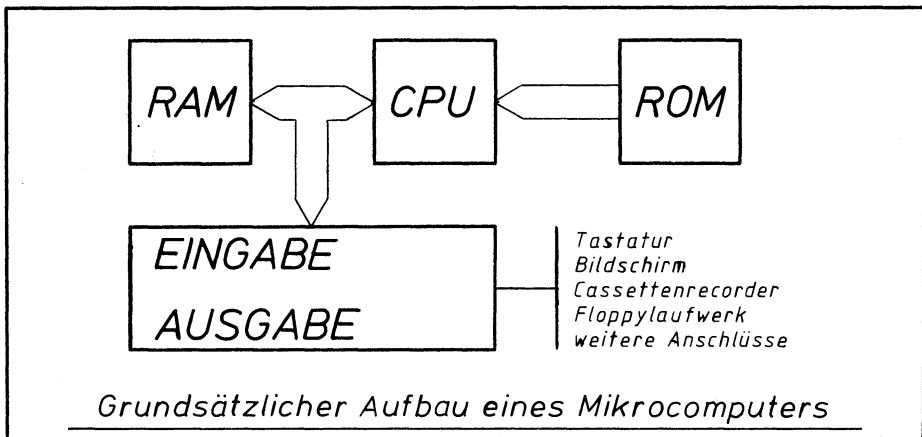 RAM
CPU
ROM
EINGABE
AUSGABE
Tastatur
Bildschirm
Cassettenrecorder
Floppylaufwerk
weitere Anschlüsse
Grundsätzlicher Aufbau eines Mikrocomputers